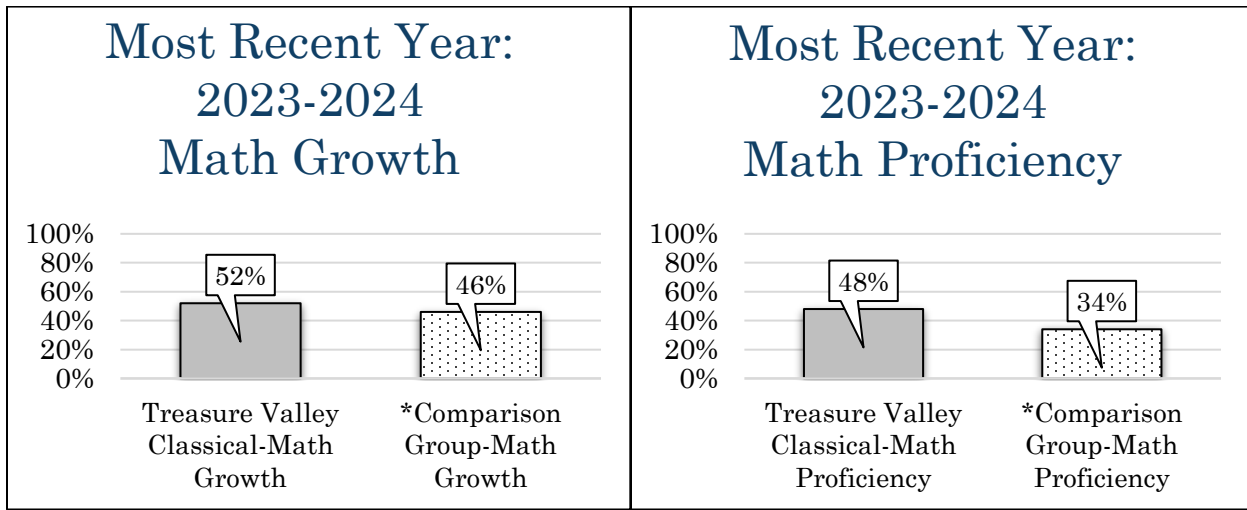 Most Recent Year:
2023-2024
Math Growth
100%
80%
60%
40%
20%
0%
52%
46%
Treasure Valley
Classical-Math
Growth
*Comparison
Group-Math
Growth
Most Recent Year:
2023-2024
Math Proficiency
100%
80%
60%
40%
20%
0%
48%
34%
Treasure Valley
Classical-Math
Proficiency
*Comparison
Group-Math
Proficiency